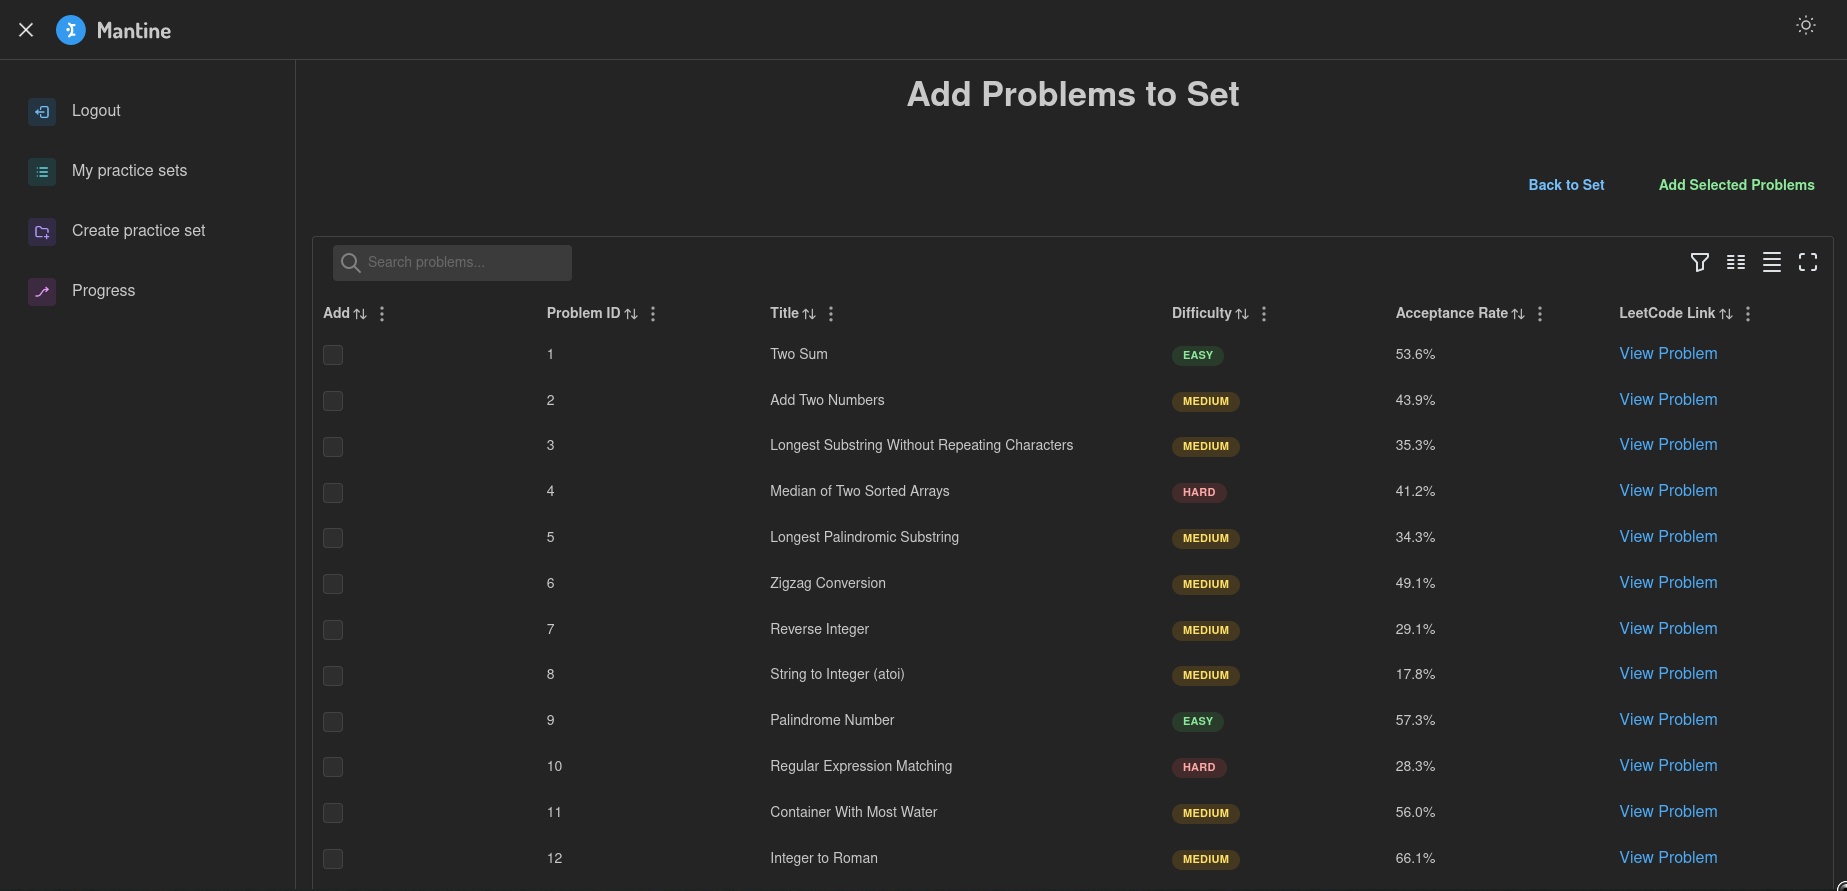 Mantine
Logout
My practice sets
Create practice set
Progress
Add Problems to Set
Back to Set Add Selected Problems
Search problems...
Add Problem ID Title Difficulty Acceptance Rate LeetCode Link
1 Two Sum EASY 53.6% View Problem
2 Add Two Numbers MEDIUM 43.9% View Problem
3 Longest Substring Without Repeating Characters MEDIUM 35.3% View Problem
4 Median of Two Sorted Arrays HARD 41.2% View Problem
5 Longest Palindromic Substring MEDIUM 34.3% View Problem
6 Zigzag Conversion MEDIUM 49.1% View Problem
7 Reverse Integer MEDIUM 29.1% View Problem
8 String to Integer (atoi) MEDIUM 17.8% View Problem
9 Palindrome Number EASY 57.3% View Problem
10 Regular Expression Matching HARD 28.3% View Problem
11 Container With Most Water MEDIUM 56.0% View Problem
12 Integer to Roman MEDIUM 66.1% View Problem